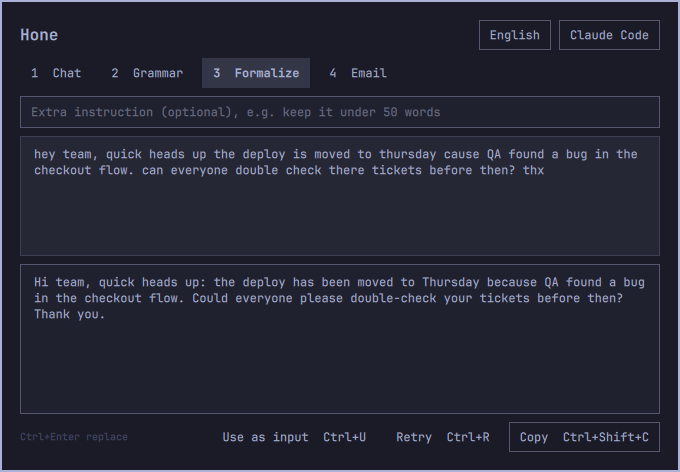 Hone
English Claude Code
1 Chat 2 Grammar 3 Formalize 4 Email
Extra instruction (optional), e.g. keep it under 50 words
hey team, quick heads up the deploy is moved to thursday cause QA found a bug in the
checkout flow. can everyone double check there tickets before then? thx
Hi team, quick heads up: the deploy has been moved to Thursday because QA found a bug
in the checkout flow. Could everyone please double-check your tickets before then?
Thank you.
Ctrl+Enter replace Use as input Ctrl+U Retry Ctrl+R Copy Ctrl+Shift+C